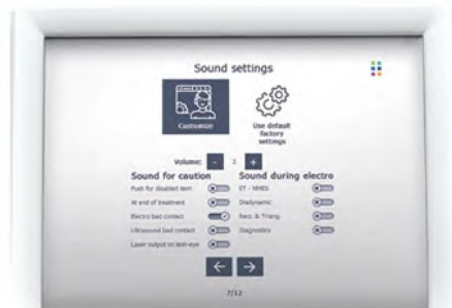 Sound settings
Customize
Use default
factory
settings
Volume: - 2 +
Sound for caution
Sound during electro
Push for disabled item
ET - NMES
At end of treatment
Diadynamic
Electro bad contact
Rect. & Triang.
Ultrasound bad contact
Diagnostics
Laser output on test-eye
7/12